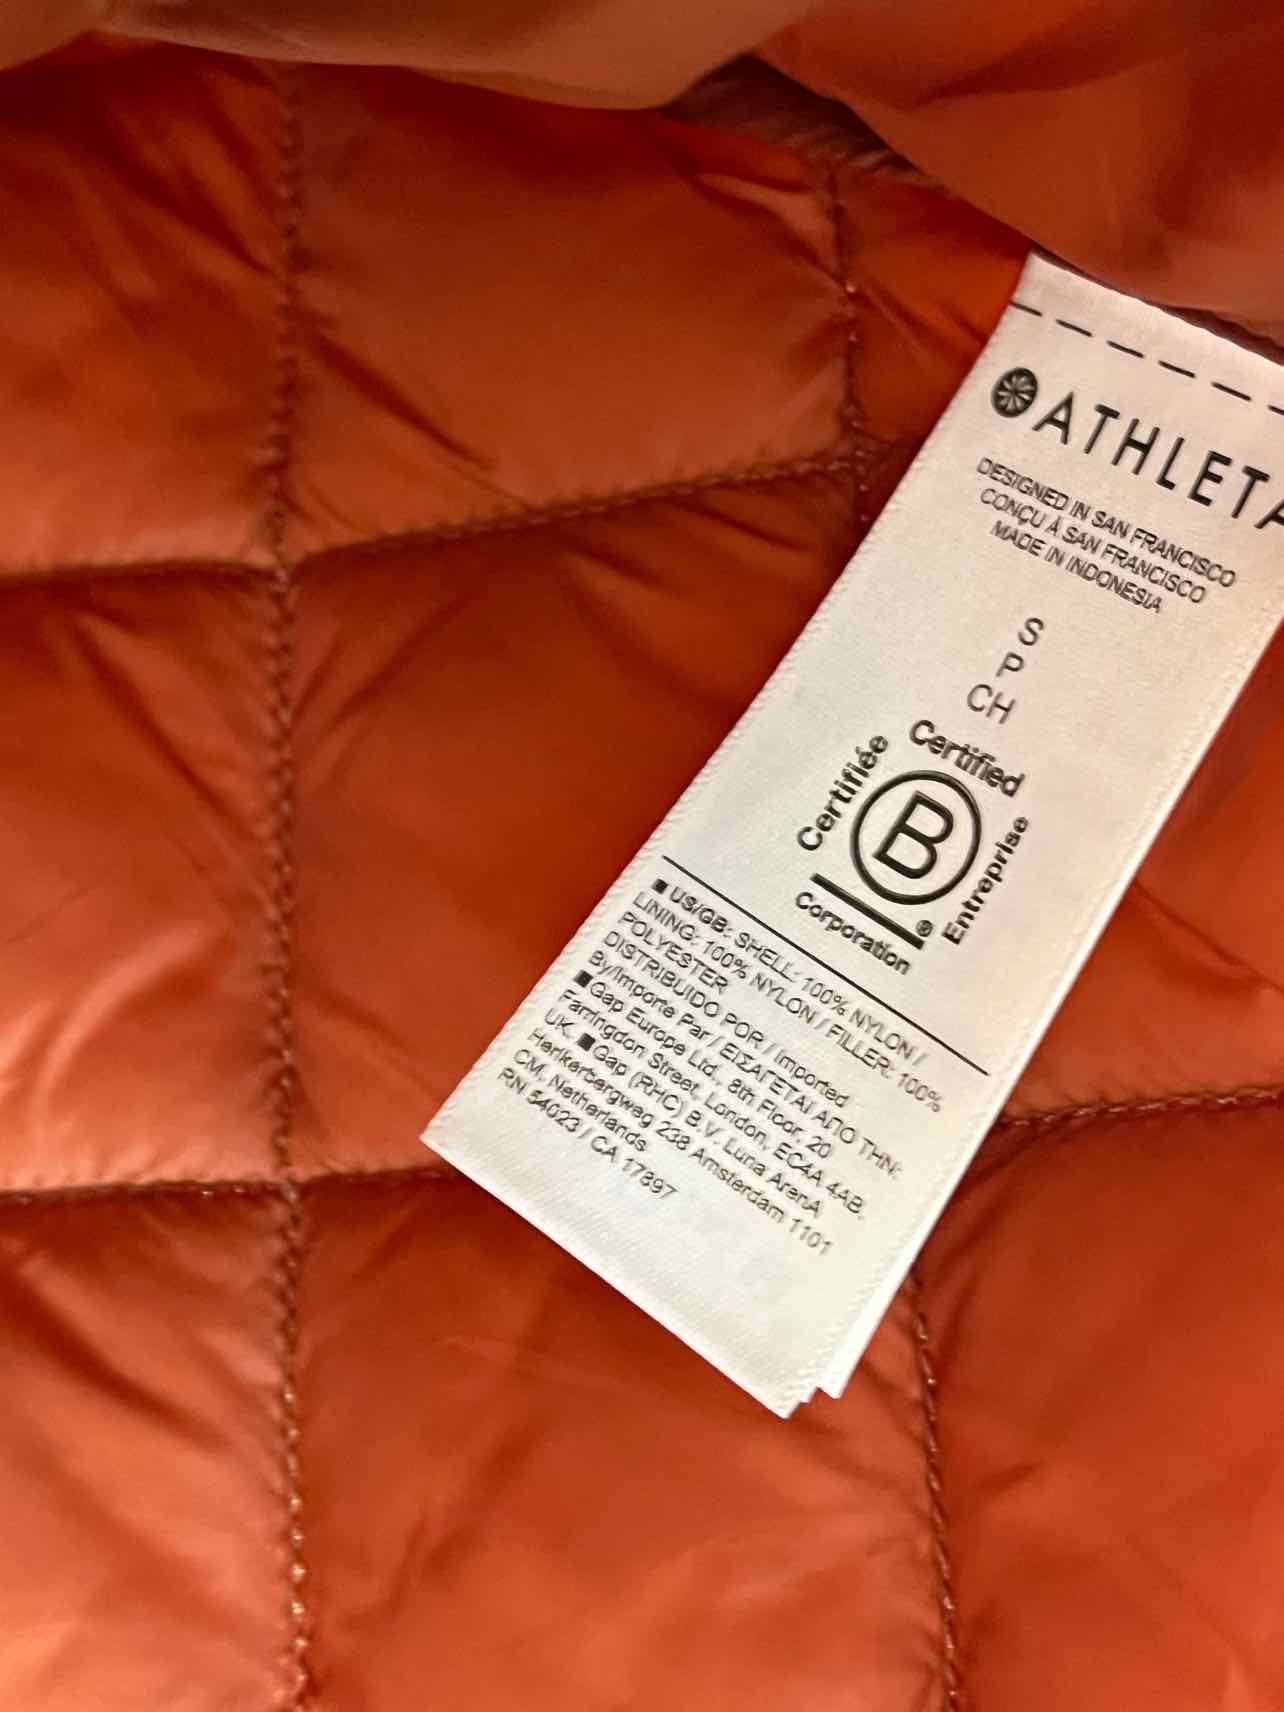 ATHLETA
DESIGNED IN SAN FRANCISCO
CONÇU À SAN FRANCISCO
MADE IN INDONESIA
S
P
CH
Certified
Certifiée
B
Entreprise
®
Corporation
■ US/GB: SHELL: 100% NYLON /
LINING: 100% NYLON / FILLER: 100%
POLYESTER
DISTRIBUIDO POR / Imported
By/Importe Par / ΕΙΣΑΓΕΤΑΙ ΑΠΟ ΤΗΝ:
■Gap Europe Ltd., 8th Floor, 20
Farringdon Street, London, EC4A 4AB,
UK. ■Gap (RHC) B.V. Luna ArenA
Herikerbergweg 238 Amsterdam 1101
CM, Netherlands
RN 54023 / CA 17897